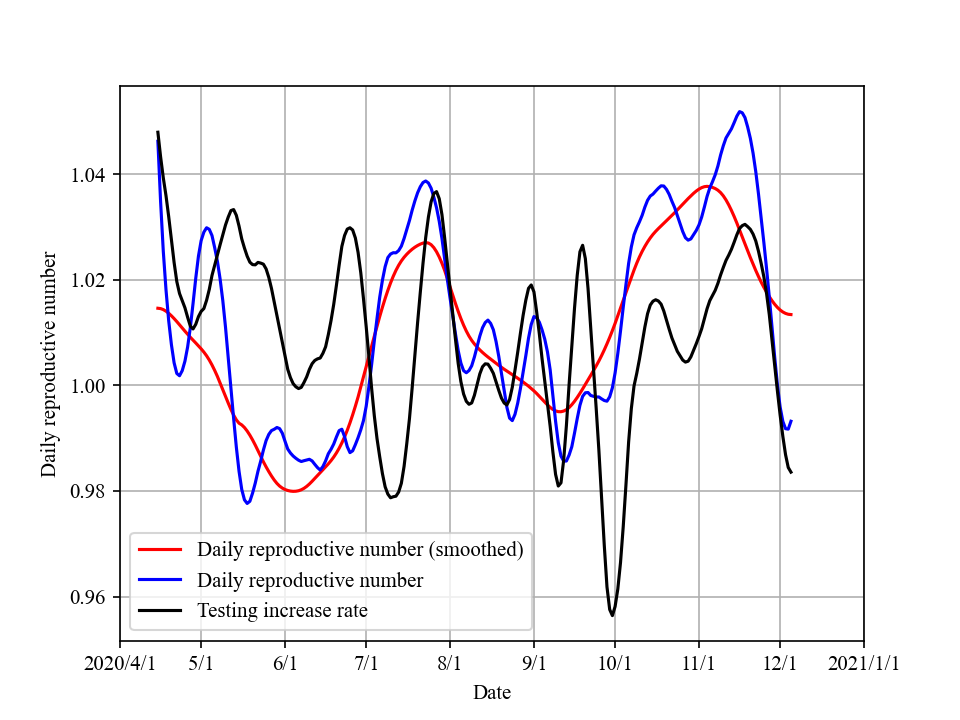 Daily reproductive number
1.04
1.02
1.00
0.98
0.96
Daily reproductive number (smoothed)
Daily reproductive number
Testing increase rate
2020/4/1 5/1 6/1 7/1 8/1 9/1 10/1 11/1 12/1 2021/1/1
Date